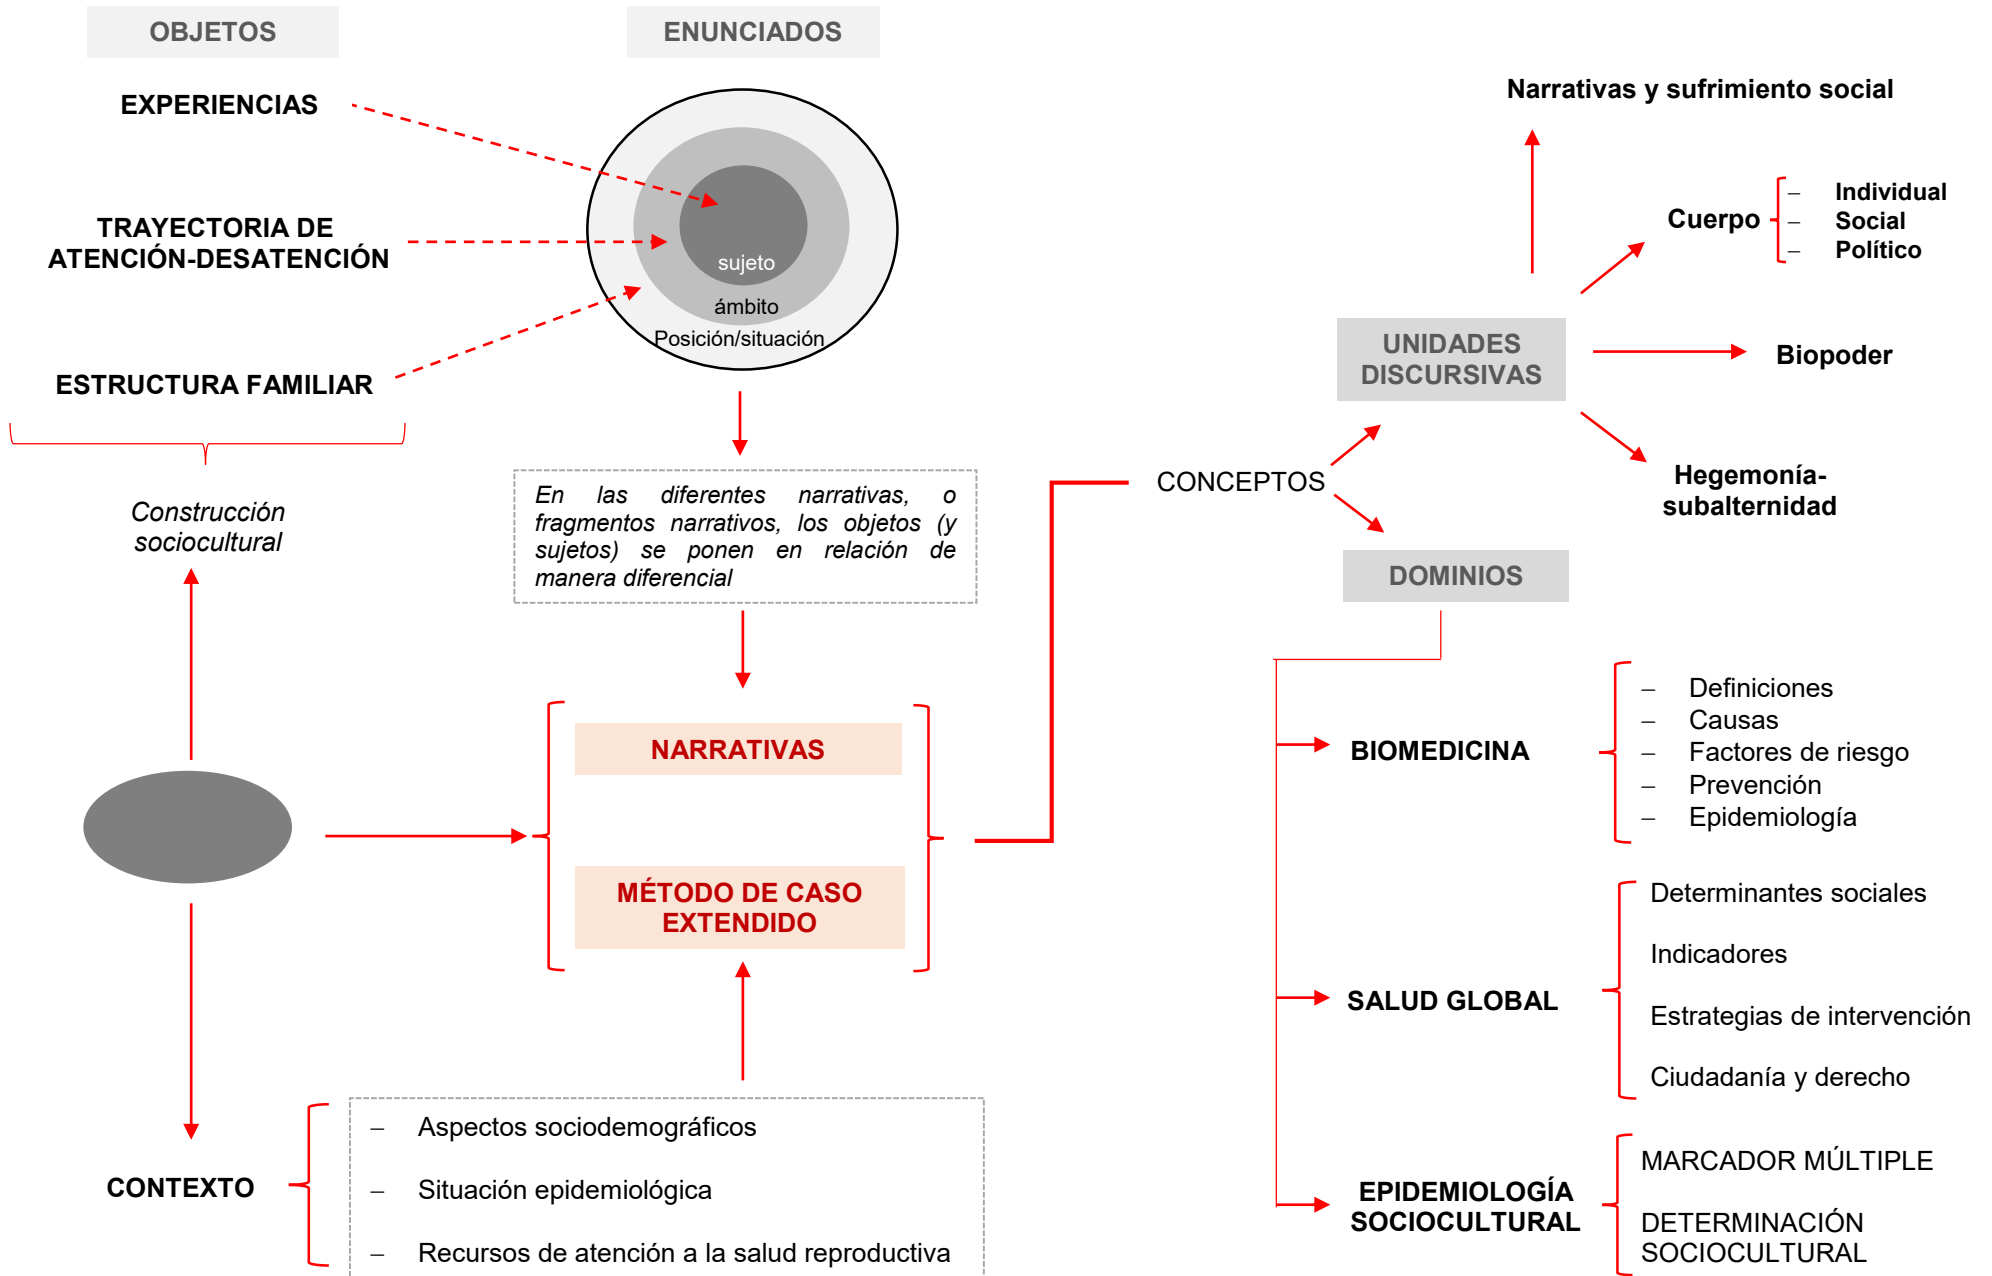 OBJETOS
ENUNCIADOS
EXPERIENCIAS
TRAYECTORIA DE
ATENCIÓN-DESATENCIÓN
ESTRUCTURA FAMILIAR
sujeto
ámbito
Posición/situación
Construcción
sociocultural
En las diferentes narrativas, o
fragmentos narrativos, los objetos (y
sujetos) se ponen en relación de
manera diferencial
NARRATIVAS
MÉTODO DE CASO
EXTENDIDO
CONTEXTO
– Aspectos sociodemográficos
– Situación epidemiológica
– Recursos de atención a la salud reproductiva
CONCEPTOS
UNIDADES
DISCURSIVAS
Narrativas y sufrimiento social
Cuerpo
– Individual
– Social
– Político
Biopoder
Hegemonía-
subalternidad
DOMINIOS
BIOMEDICINA
– Definiciones
– Causas
– Factores de riesgo
– Prevención
– Epidemiología
SALUD GLOBAL
Determinantes sociales
Indicadores
Estrategias de intervención
Ciudadanía y derecho
EPIDEMIOLOGÍA
SOCIOCULTURAL
MARCADOR MÚLTIPLE
DETERMINACIÓN
SOCIOCULTURAL